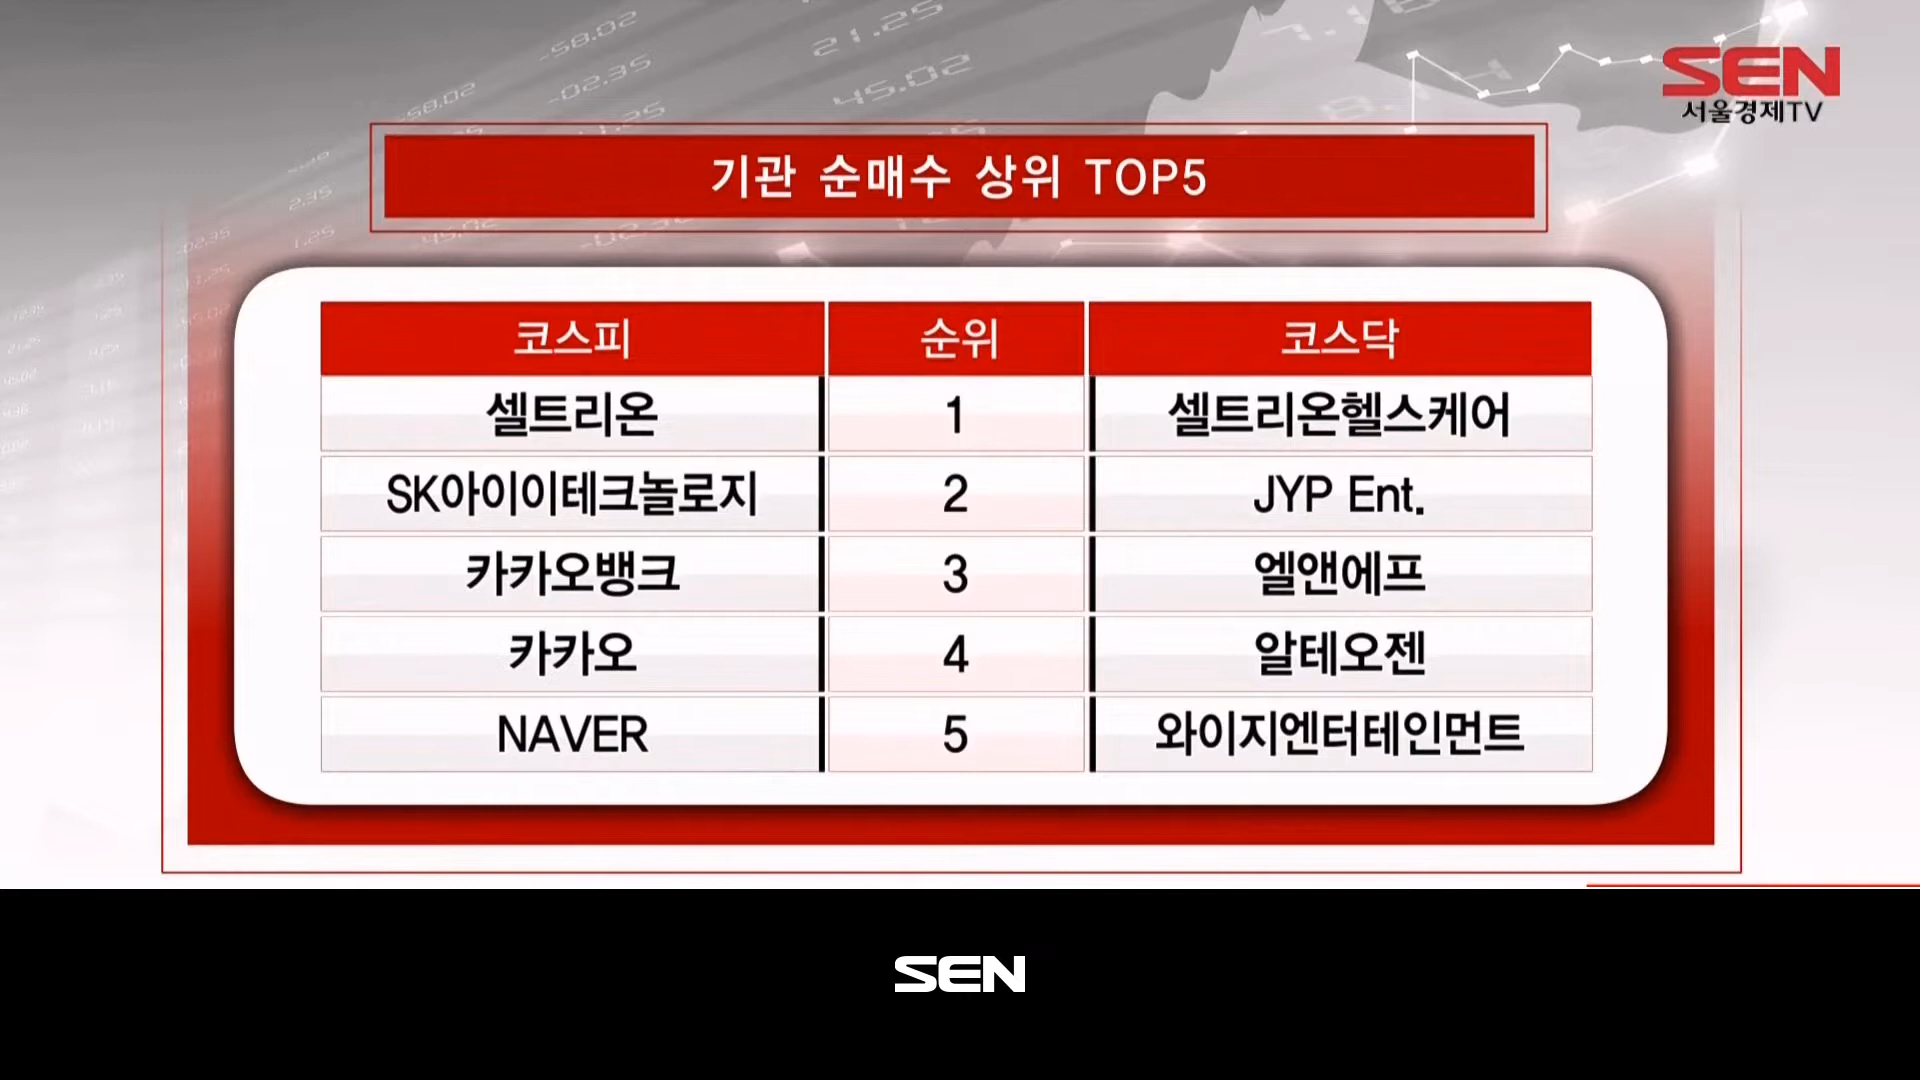 SEN
서울경제TV
기관 순매수 상위 TOP5
코스피 순위 코스닥
셀트리온 1 셀트리온헬스케어
SK아이이테크놀로지 2 JYP Ent.
카카오뱅크 3 엘앤에프
카카오 4 알테오젠
NAVER 5 와이지엔터테인먼트
SEN